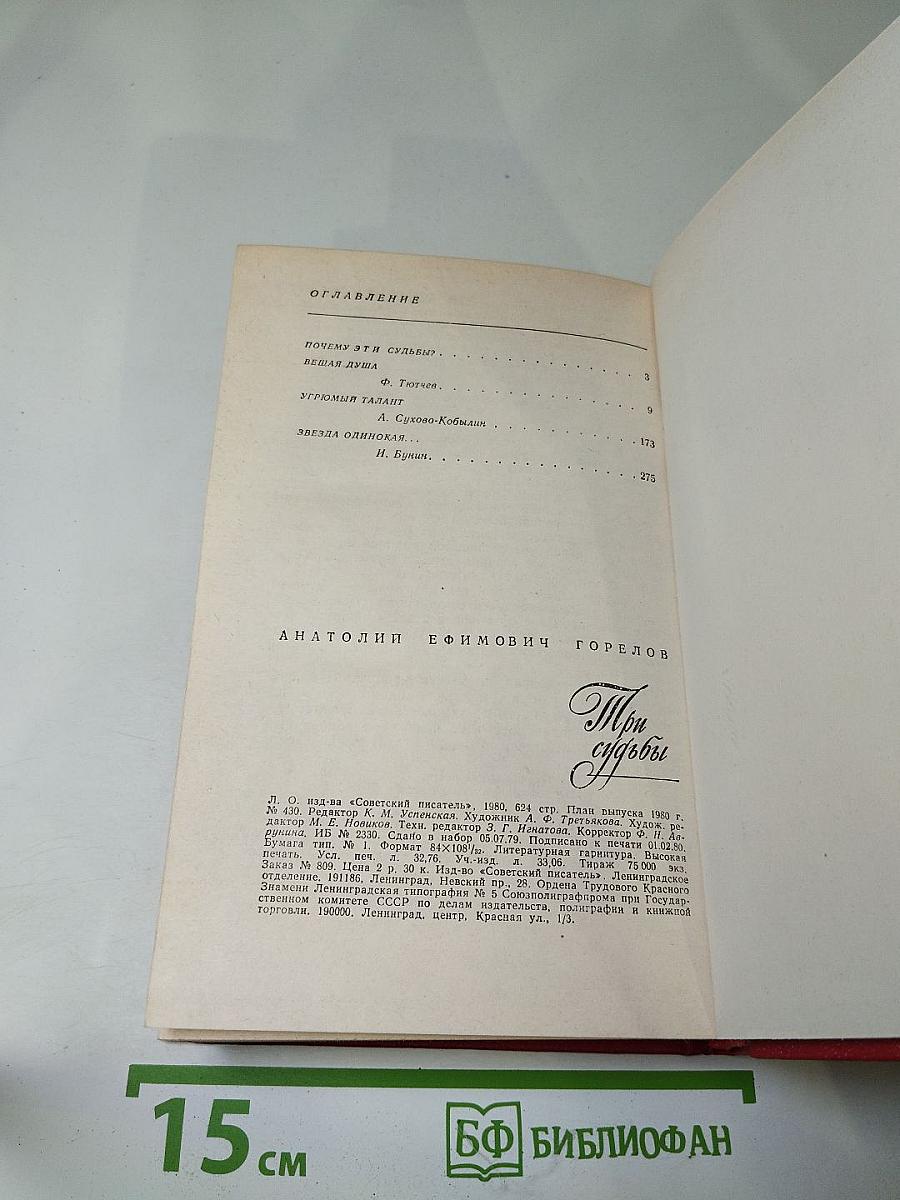 ОГЛАВЛЕНИЕ
ПОЧЕМУ ЭТИ СУДЬБЫ? . . . . . . . . . . . . . 3
ВЕЩАЯ ДУША
Ф. Тютчев. . . . . . . . . . . . . . 9
УГРЮМЫЙ ТАЛАНТ
А. Сухово-Кобылин . . . . . . . . . . . 173
ЗВЕЗДА ОДИНОКАЯ...
И. Бунин. . . . . . . . . . . . . . . 275
АНАТОЛИЙ ЕФИМОВИЧ ГОРЕЛОВ
Три
судьбы
Л. О. изд-ва «Советский писатель», 1980, 624 стр. План выпуска 1980 г.
№ 430. Редактор К. М. Успенская. Художник А. Ф. Третьякова. Худож. ре-
дактор М. Е. Новиков. Техн. редактор З. Г. Игнатова. Корректор Ф. Н. Ав-
рунина. ИБ № 2330. Сдано в набор 05.07.79. Подписано к печати 01.02.80.
Бумага тип. № 1. Формат 84×108¹/₃₂. Литературная гарнитура. Высокая
печать. Усл. печ. л. 32,76. Уч.-изд. л. 33,06. Тираж 75 000 экз.
Заказ № 809. Цена 2 р. 30 к. Изд-во «Советский писатель», Ленинградское
отделение. 191186, Ленинград, Невский пр., 28. Ордена Трудового Красного
Знамени Ленинградская типография № 5 Союзполиграфпрома при Государ-
ственном комитете СССР по делам издательств, полиграфии и книжной
торговли. 190000, Ленинград, центр, Красная ул., 1/3.
15 см
БФ БИБЛИОФАН